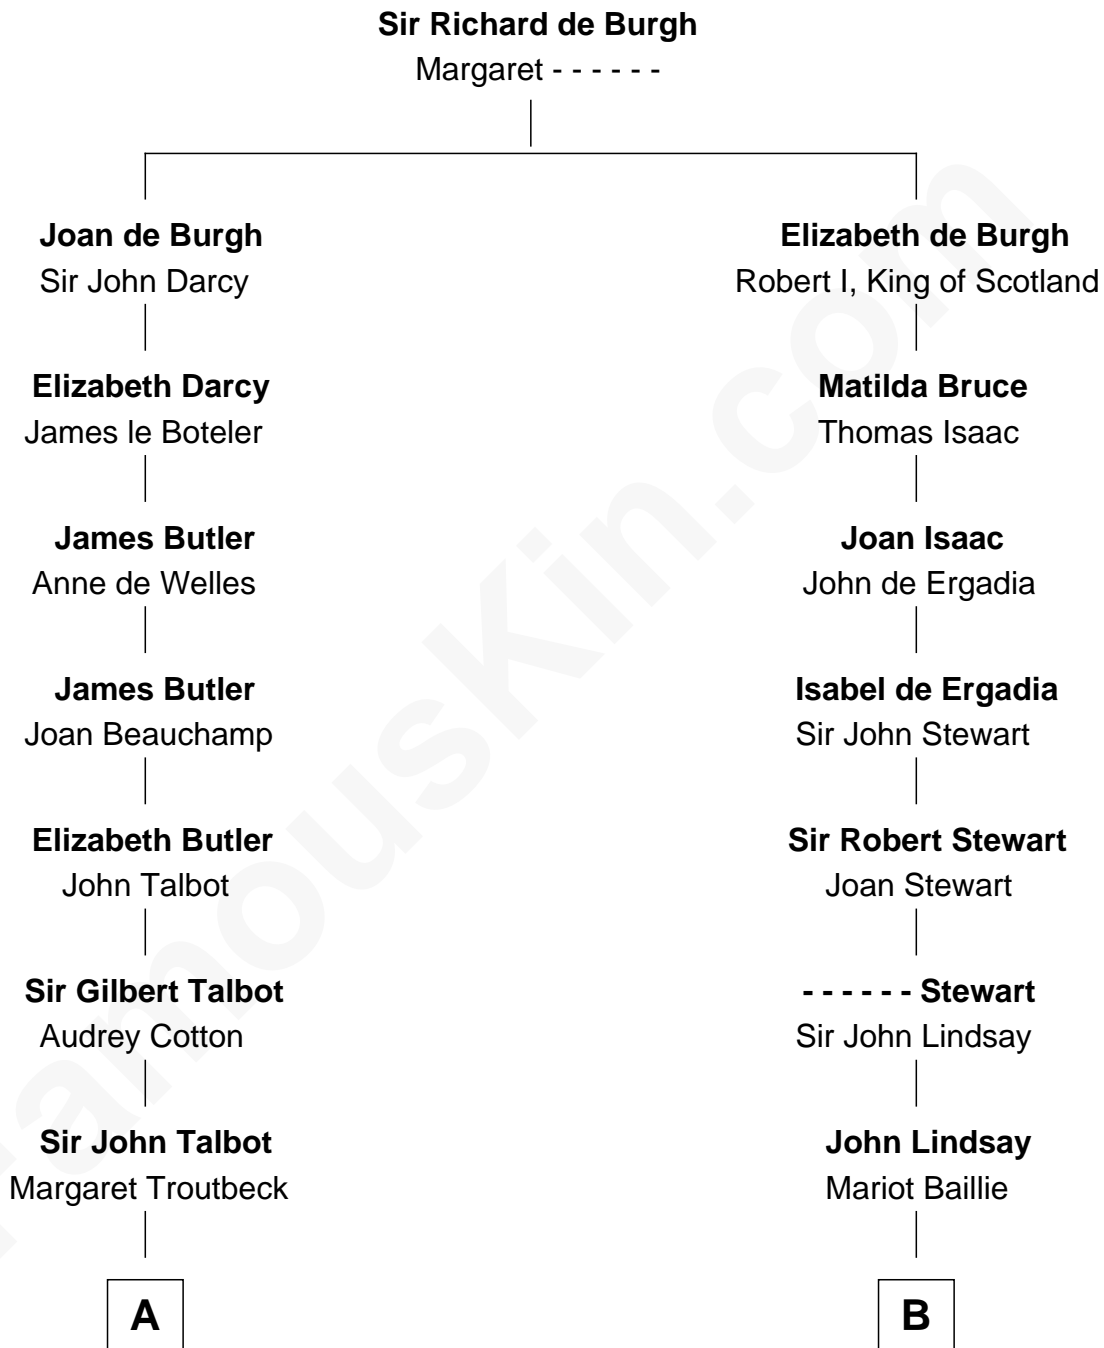 Sir Richard de Burgh
Margaret - - - - - -
Joan de Burgh
Sir John Darcy
Elizabeth de Burgh
Robert I, King of Scotland
Elizabeth Darcy
James le Boteler
Matilda Bruce
Thomas Isaac
James Butler
Anne de Welles
Joan Isaac
John de Ergadia
James Butler
Joan Beauchamp
Isabel de Ergadia
Sir John Stewart
Elizabeth Butler
John Talbot
Sir Robert Stewart
Joan Stewart
Sir Gilbert Talbot
Audrey Cotton
- - - - - - Stewart
Sir John Lindsay
Sir John Talbot
Margaret Troutbeck
John Lindsay
Mariot Baillie
A
B
FamousKin.com